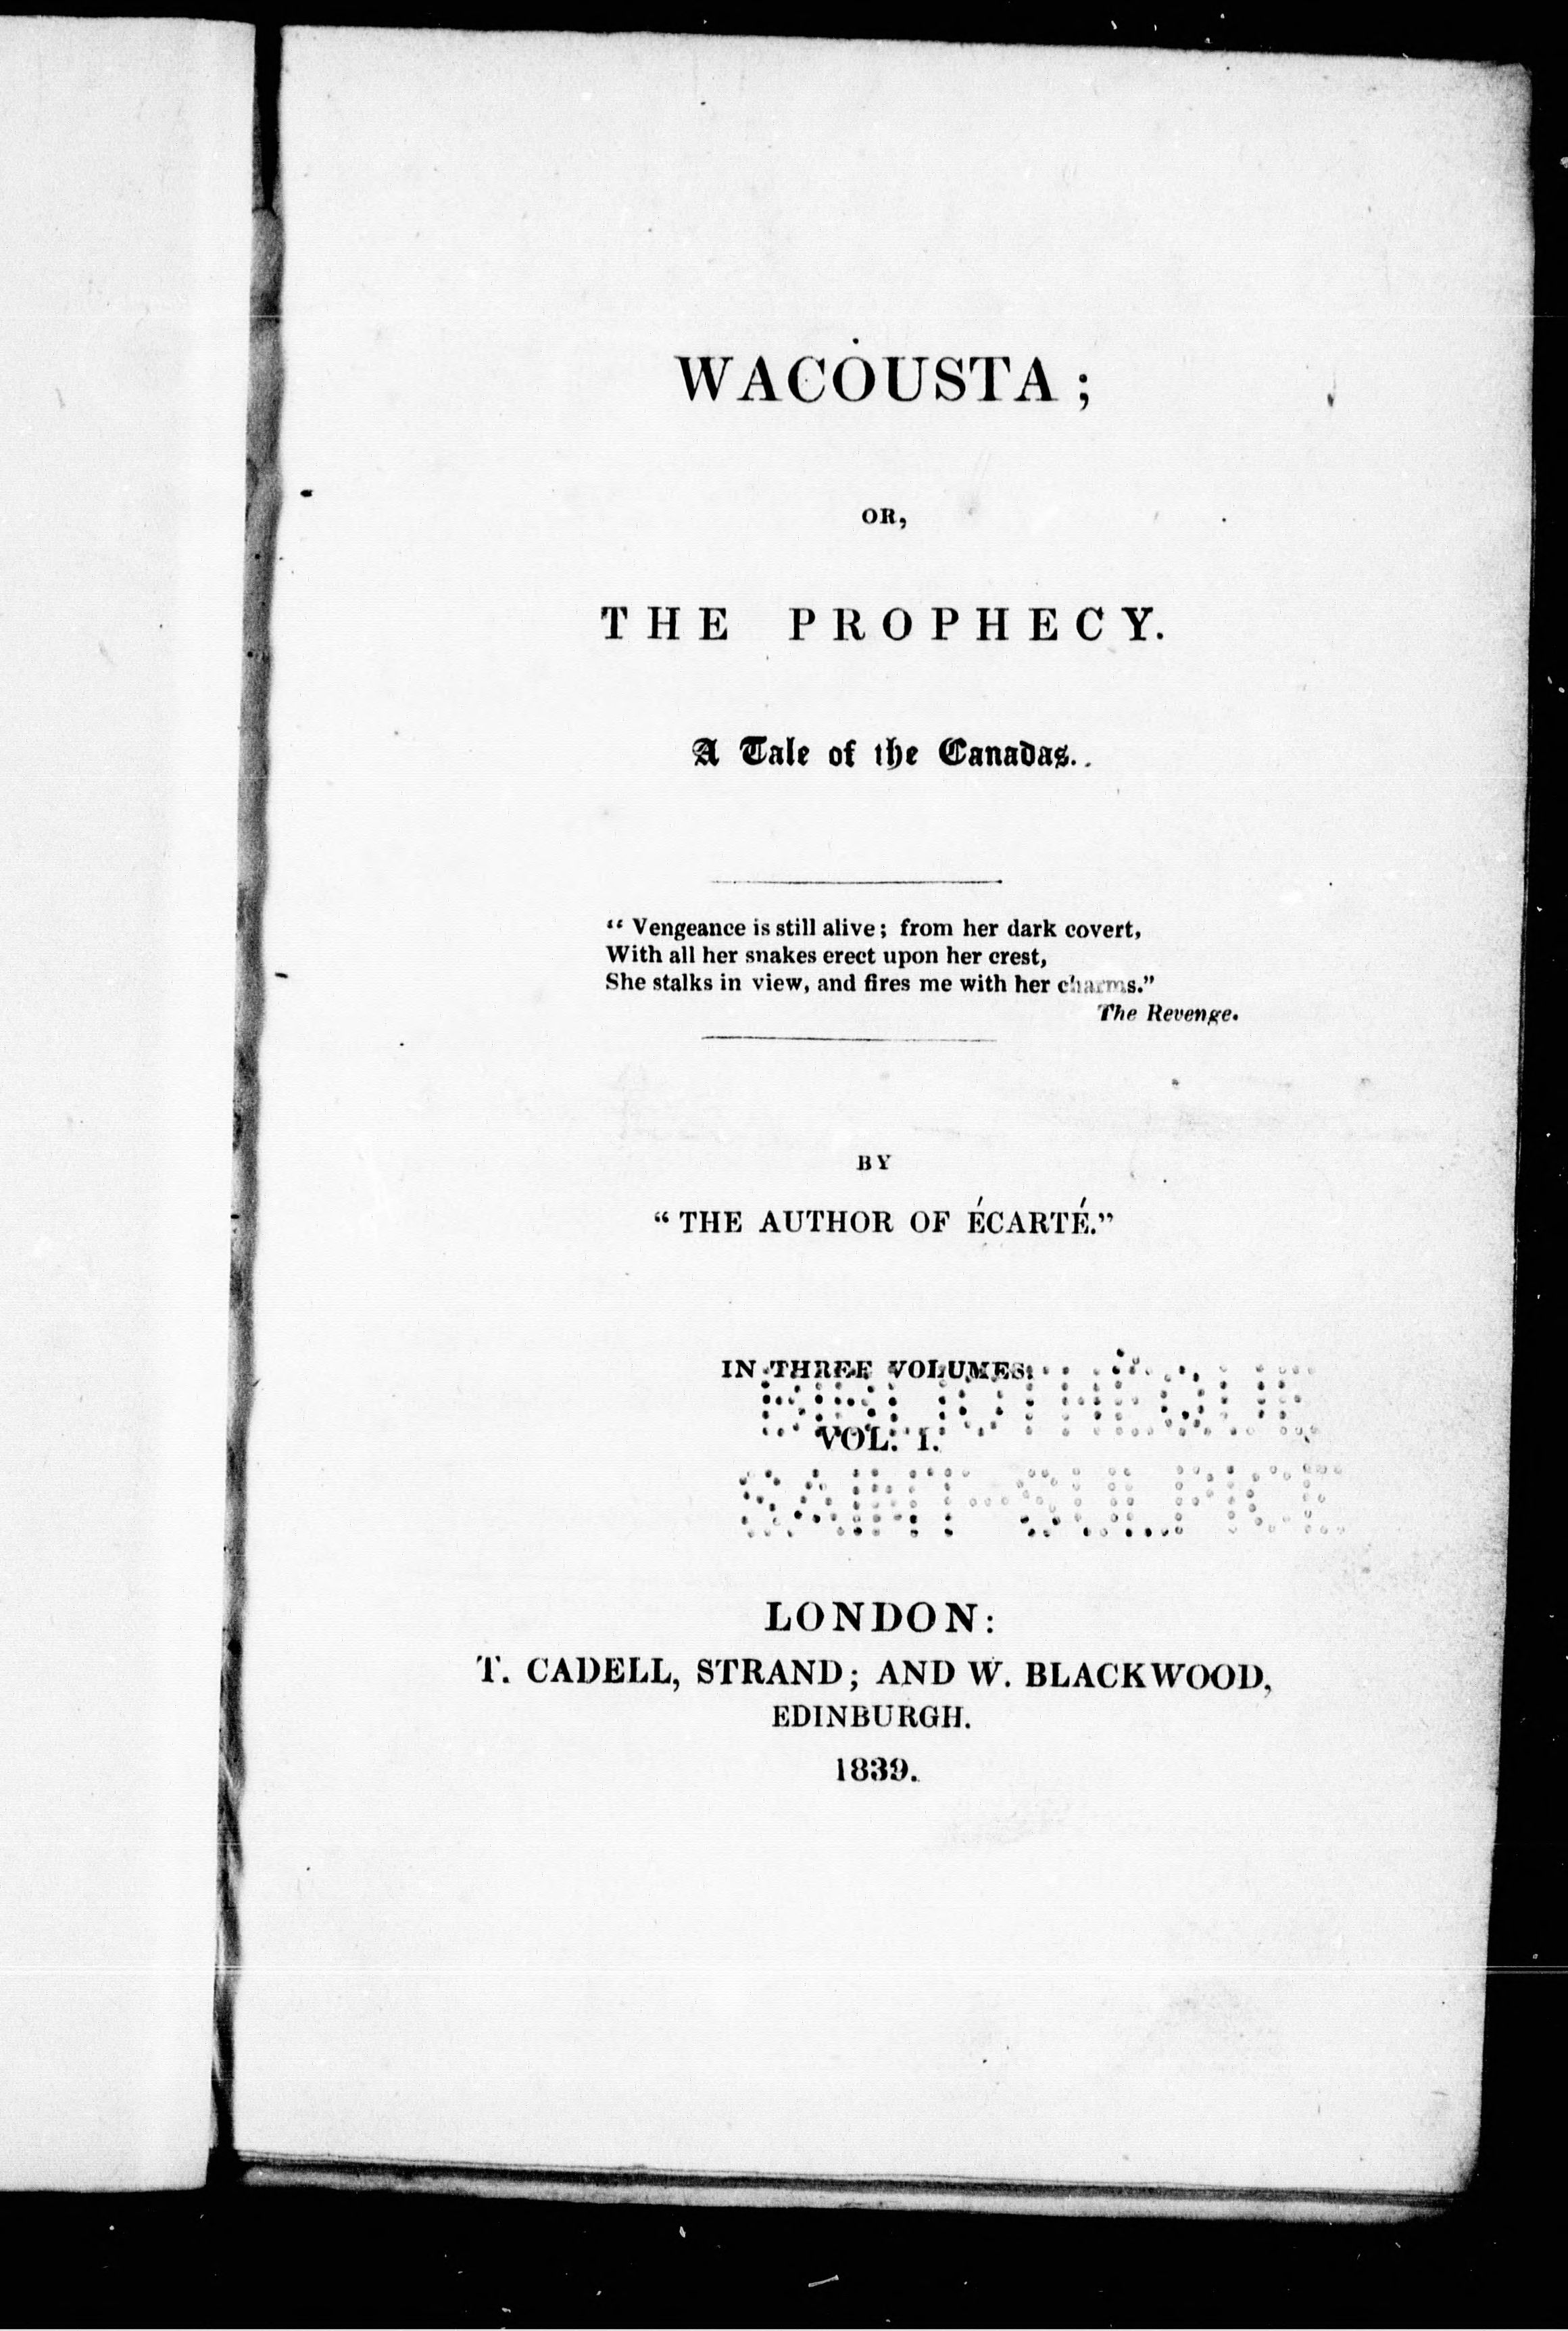 WACOUSTA;
OR,
THE PROPHECY.
A Tale of the Canadas.
“ Vengeance is still alive; from her dark covert,
With all her snakes erect upon her crest,
She stalks in view, and fires me with her charms.”
The Revenge.
BY
“ THE AUTHOR OF ÉCARTÉ.”
IN THREE VOLUMES.
VOL. I.
BIBLIOTHEQUE
SAINT-SULPICE
LONDON:
T. CADELL, STRAND; AND W. BLACKWOOD,
EDINBURGH.
1839.